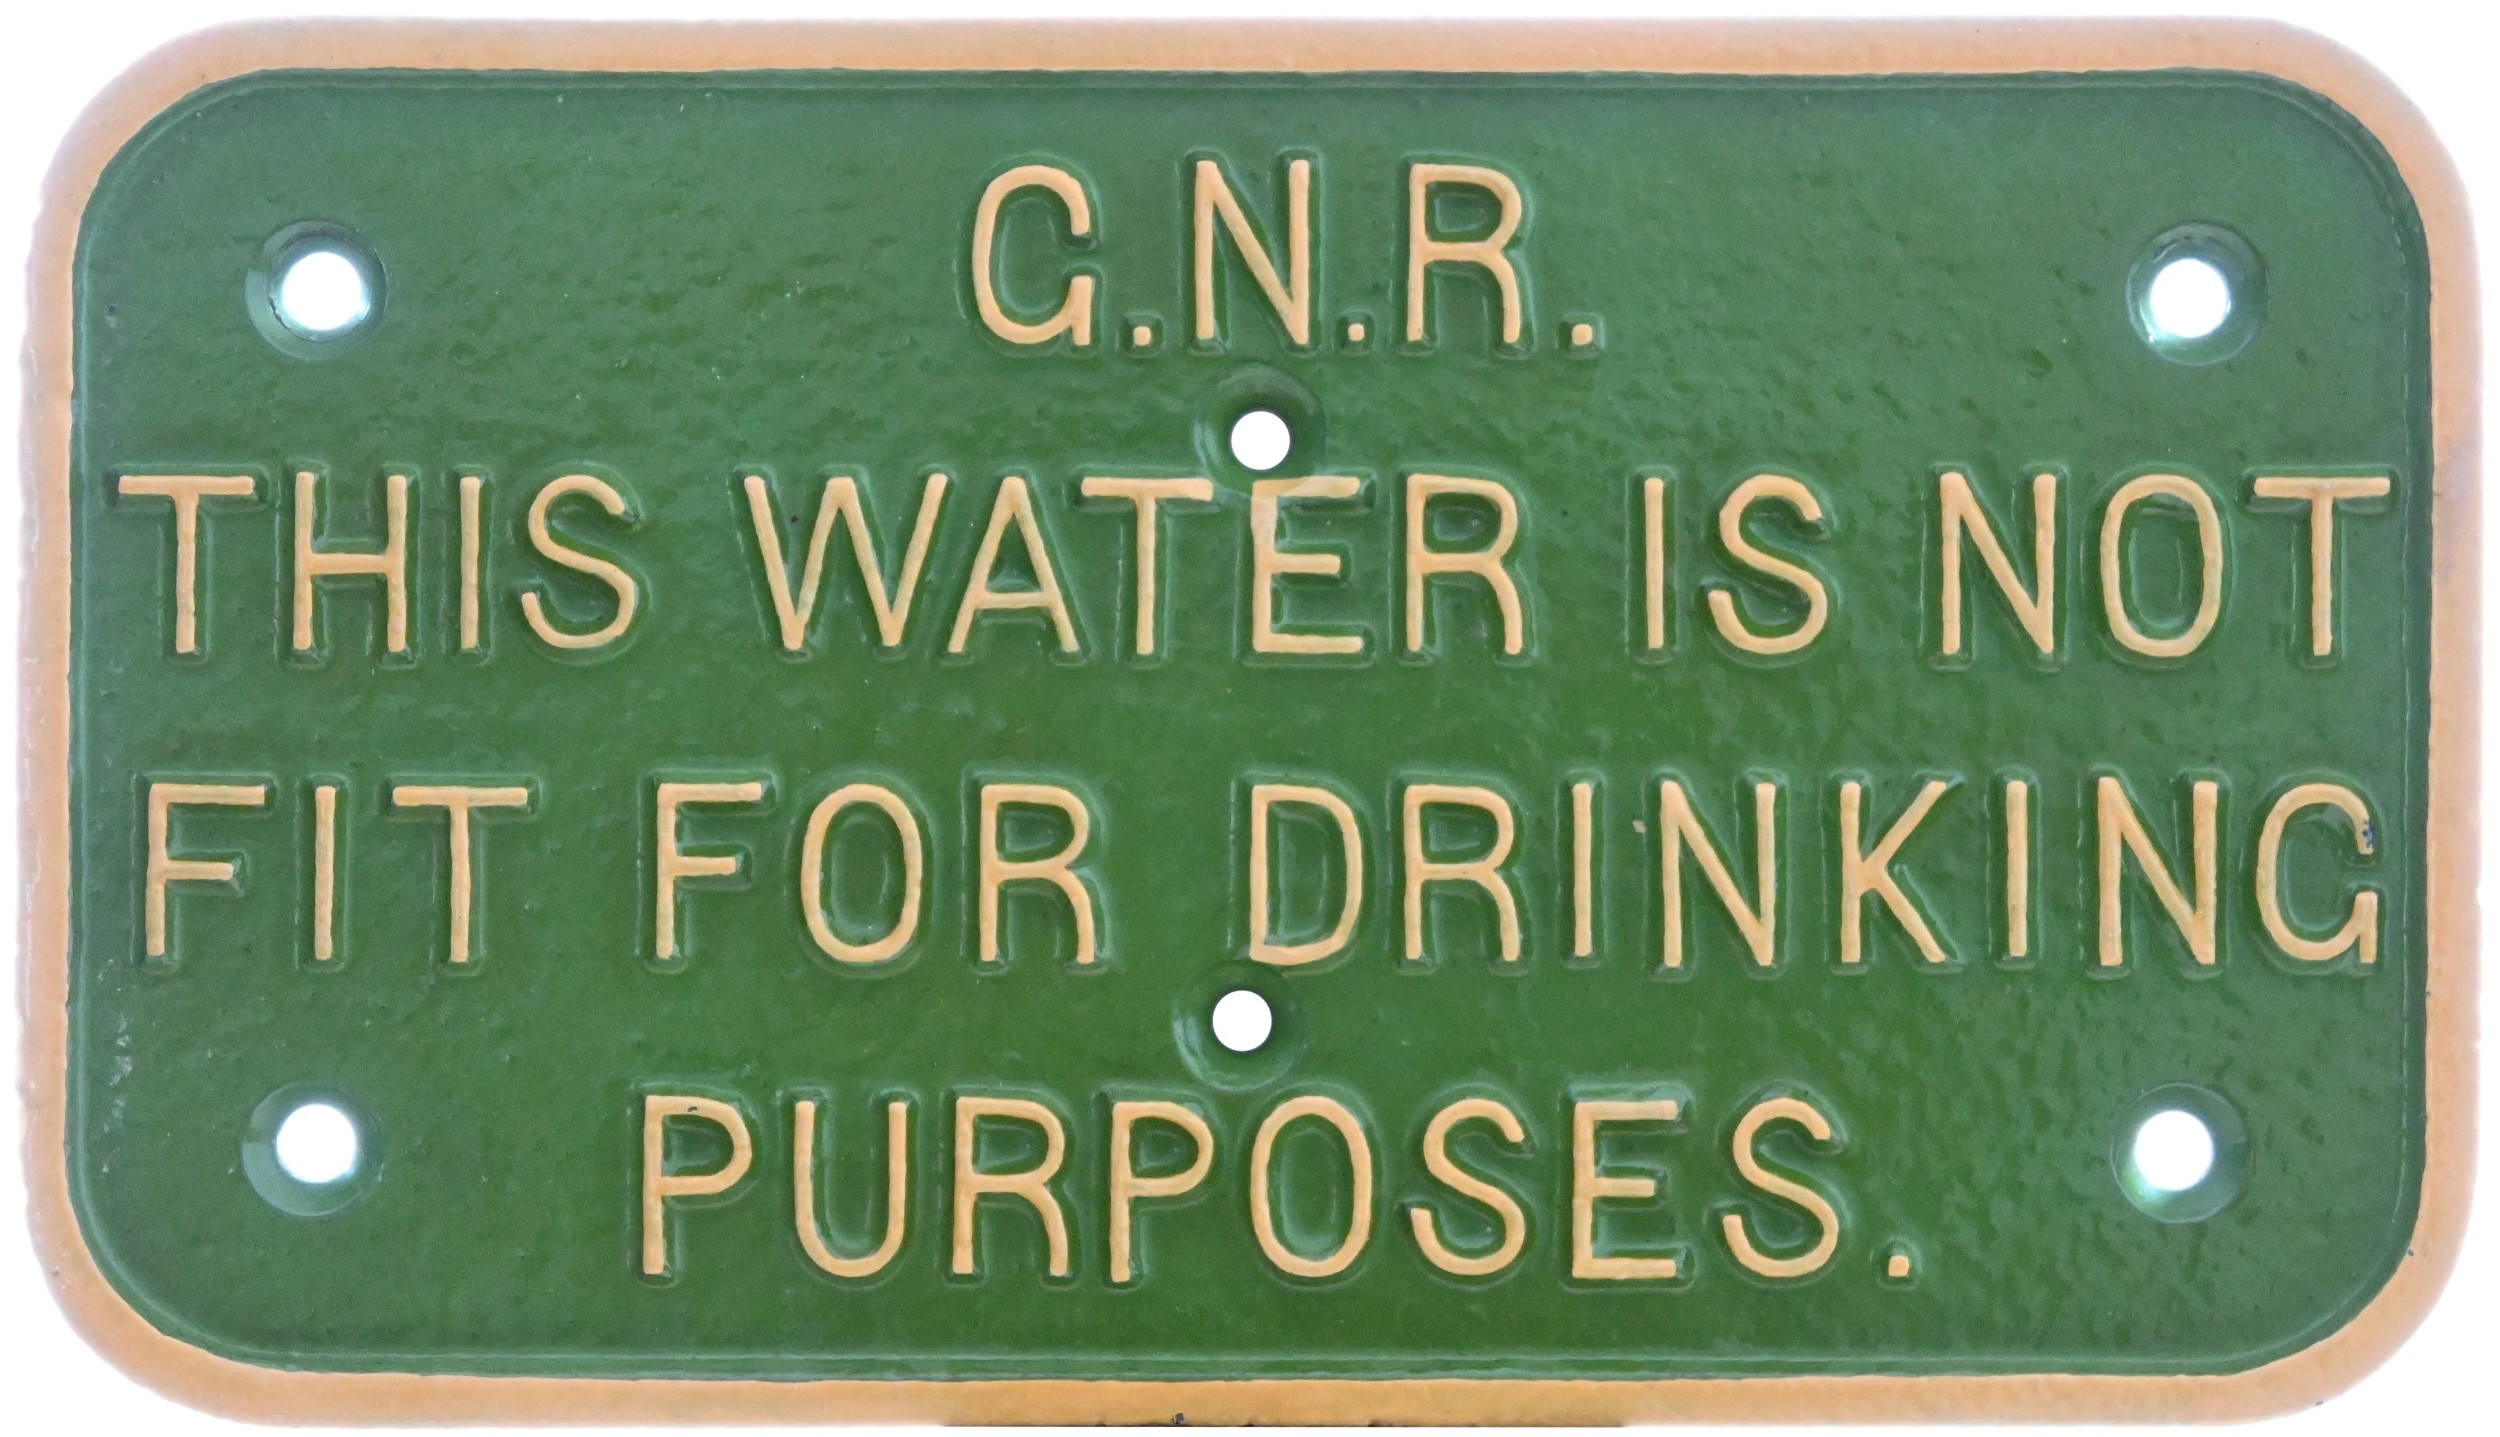 G.N.R.
THIS WATER IS NOT
FIT FOR DRINKING
PURPOSES.